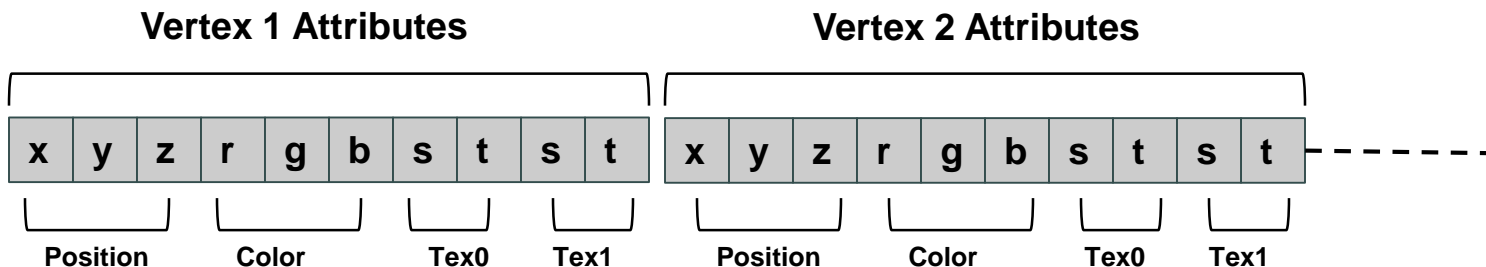 Vertex 1 Attributes Vertex 2 Attributes
x y z r g b s t s t x y z r g b s t s t
Position Color Tex0 Tex1 Position Color Tex0 Tex1